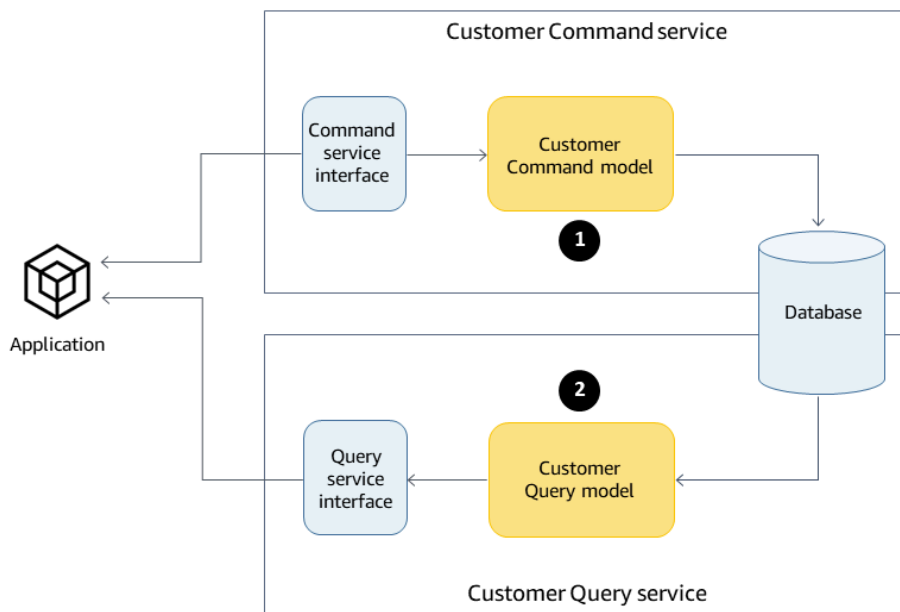 Customer Command service
Command
service
interface
Customer
Command model
1
Application
Database
2
Query
service
interface
Customer
Query model
Customer Query service